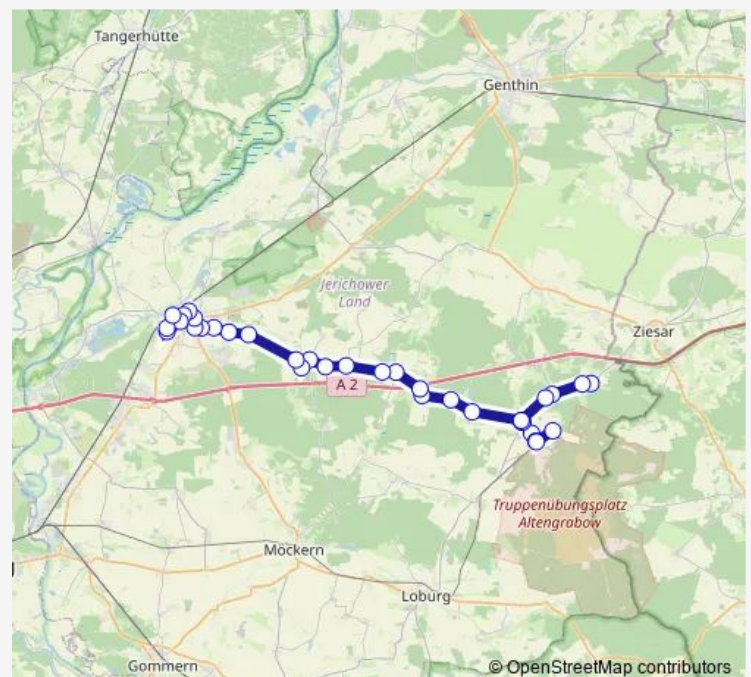 Tangerhütte
Genthin
Jerichower
Land
Ziesar
A 2
Truppenübungsplatz
Altengrabow
Möckern
Loburg
Gommern
© OpenStreetMap contributors